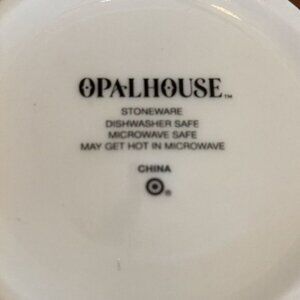 OPALHOUSE™
STONEWARE
DISHWASHER SAFE
MICROWAVE SAFE
MAY GET HOT IN MICROWAVE
CHINA
®